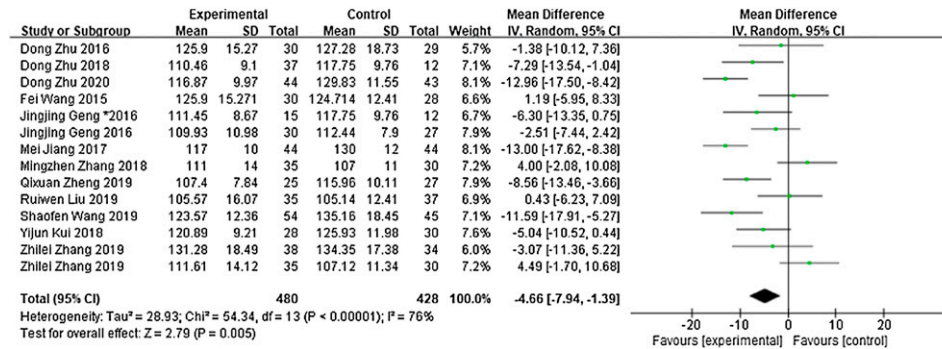 Experimental Control Mean Difference Mean Difference
Study or Subgroup Mean SD Total Mean SD Total Weight IV, Random, 95% CI IV, Random, 95% CI
Dong Zhu 2016 125.9 15.27 30 127.28 18.73 29 5.7% -1.38 [-10.12, 7.36]
Dong Zhu 2018 110.46 9.1 37 117.75 9.76 12 7.1% -7.29 [-13.54, -1.04]
Dong Zhu 2020 116.87 9.97 44 129.83 11.55 43 8.1% -12.96 [-17.50, -8.42]
Fei Wang 2015 125.9 15.271 30 124.714 12.41 28 6.6% 1.19 [-5.95, 8.33]
Jingjing Geng *2016 111.45 8.67 15 117.75 9.76 12 6.6% -6.30 [-13.35, 0.75]
Jingjing Geng 2016 109.93 10.98 30 112.44 7.9 27 7.9% -2.51 [-7.44, 2.42]
Mei Jiang 2017 117 10 44 130 12 44 8.1% -13.00 [-17.62, -8.38]
Mingzhen Zhang 2018 111 14 35 107 11 30 7.2% 4.00 [-2.08, 10.08]
Qixuan Zheng 2019 107.4 7.84 25 115.96 10.11 27 7.9% -8.56 [-13.46, -3.66]
Ruiwen Liu 2019 105.57 16.07 35 105.14 12.41 37 6.8% 0.43 [-6.23, 7.09]
Shaofen Wang 2019 123.57 12.36 54 135.16 18.45 45 7.0% -11.59 [-17.91, -5.27]
Yijun Kui 2018 120.89 9.21 28 125.93 11.98 30 7.6% -5.04 [-10.52, 0.44]
Zhilei Zhang 2019 131.28 18.49 38 134.35 17.38 34 5.9% -3.07 [-11.36, 5.22]
Zhilei Zhang 2019 111.61 14.12 35 107.12 11.34 30 7.2% 4.49 [-1.70, 10.68]
Total (95% CI) 480 428 100.0% -4.66 [-7.94, -1.39]
Heterogeneity: Tau² = 28.93; Chi² = 54.34, df = 13 (P < 0.00001); I² = 76%
Test for overall effect: Z = 2.79 (P = 0.005)
-20 -10 0 10 20
Favours [experimental] Favours [control]